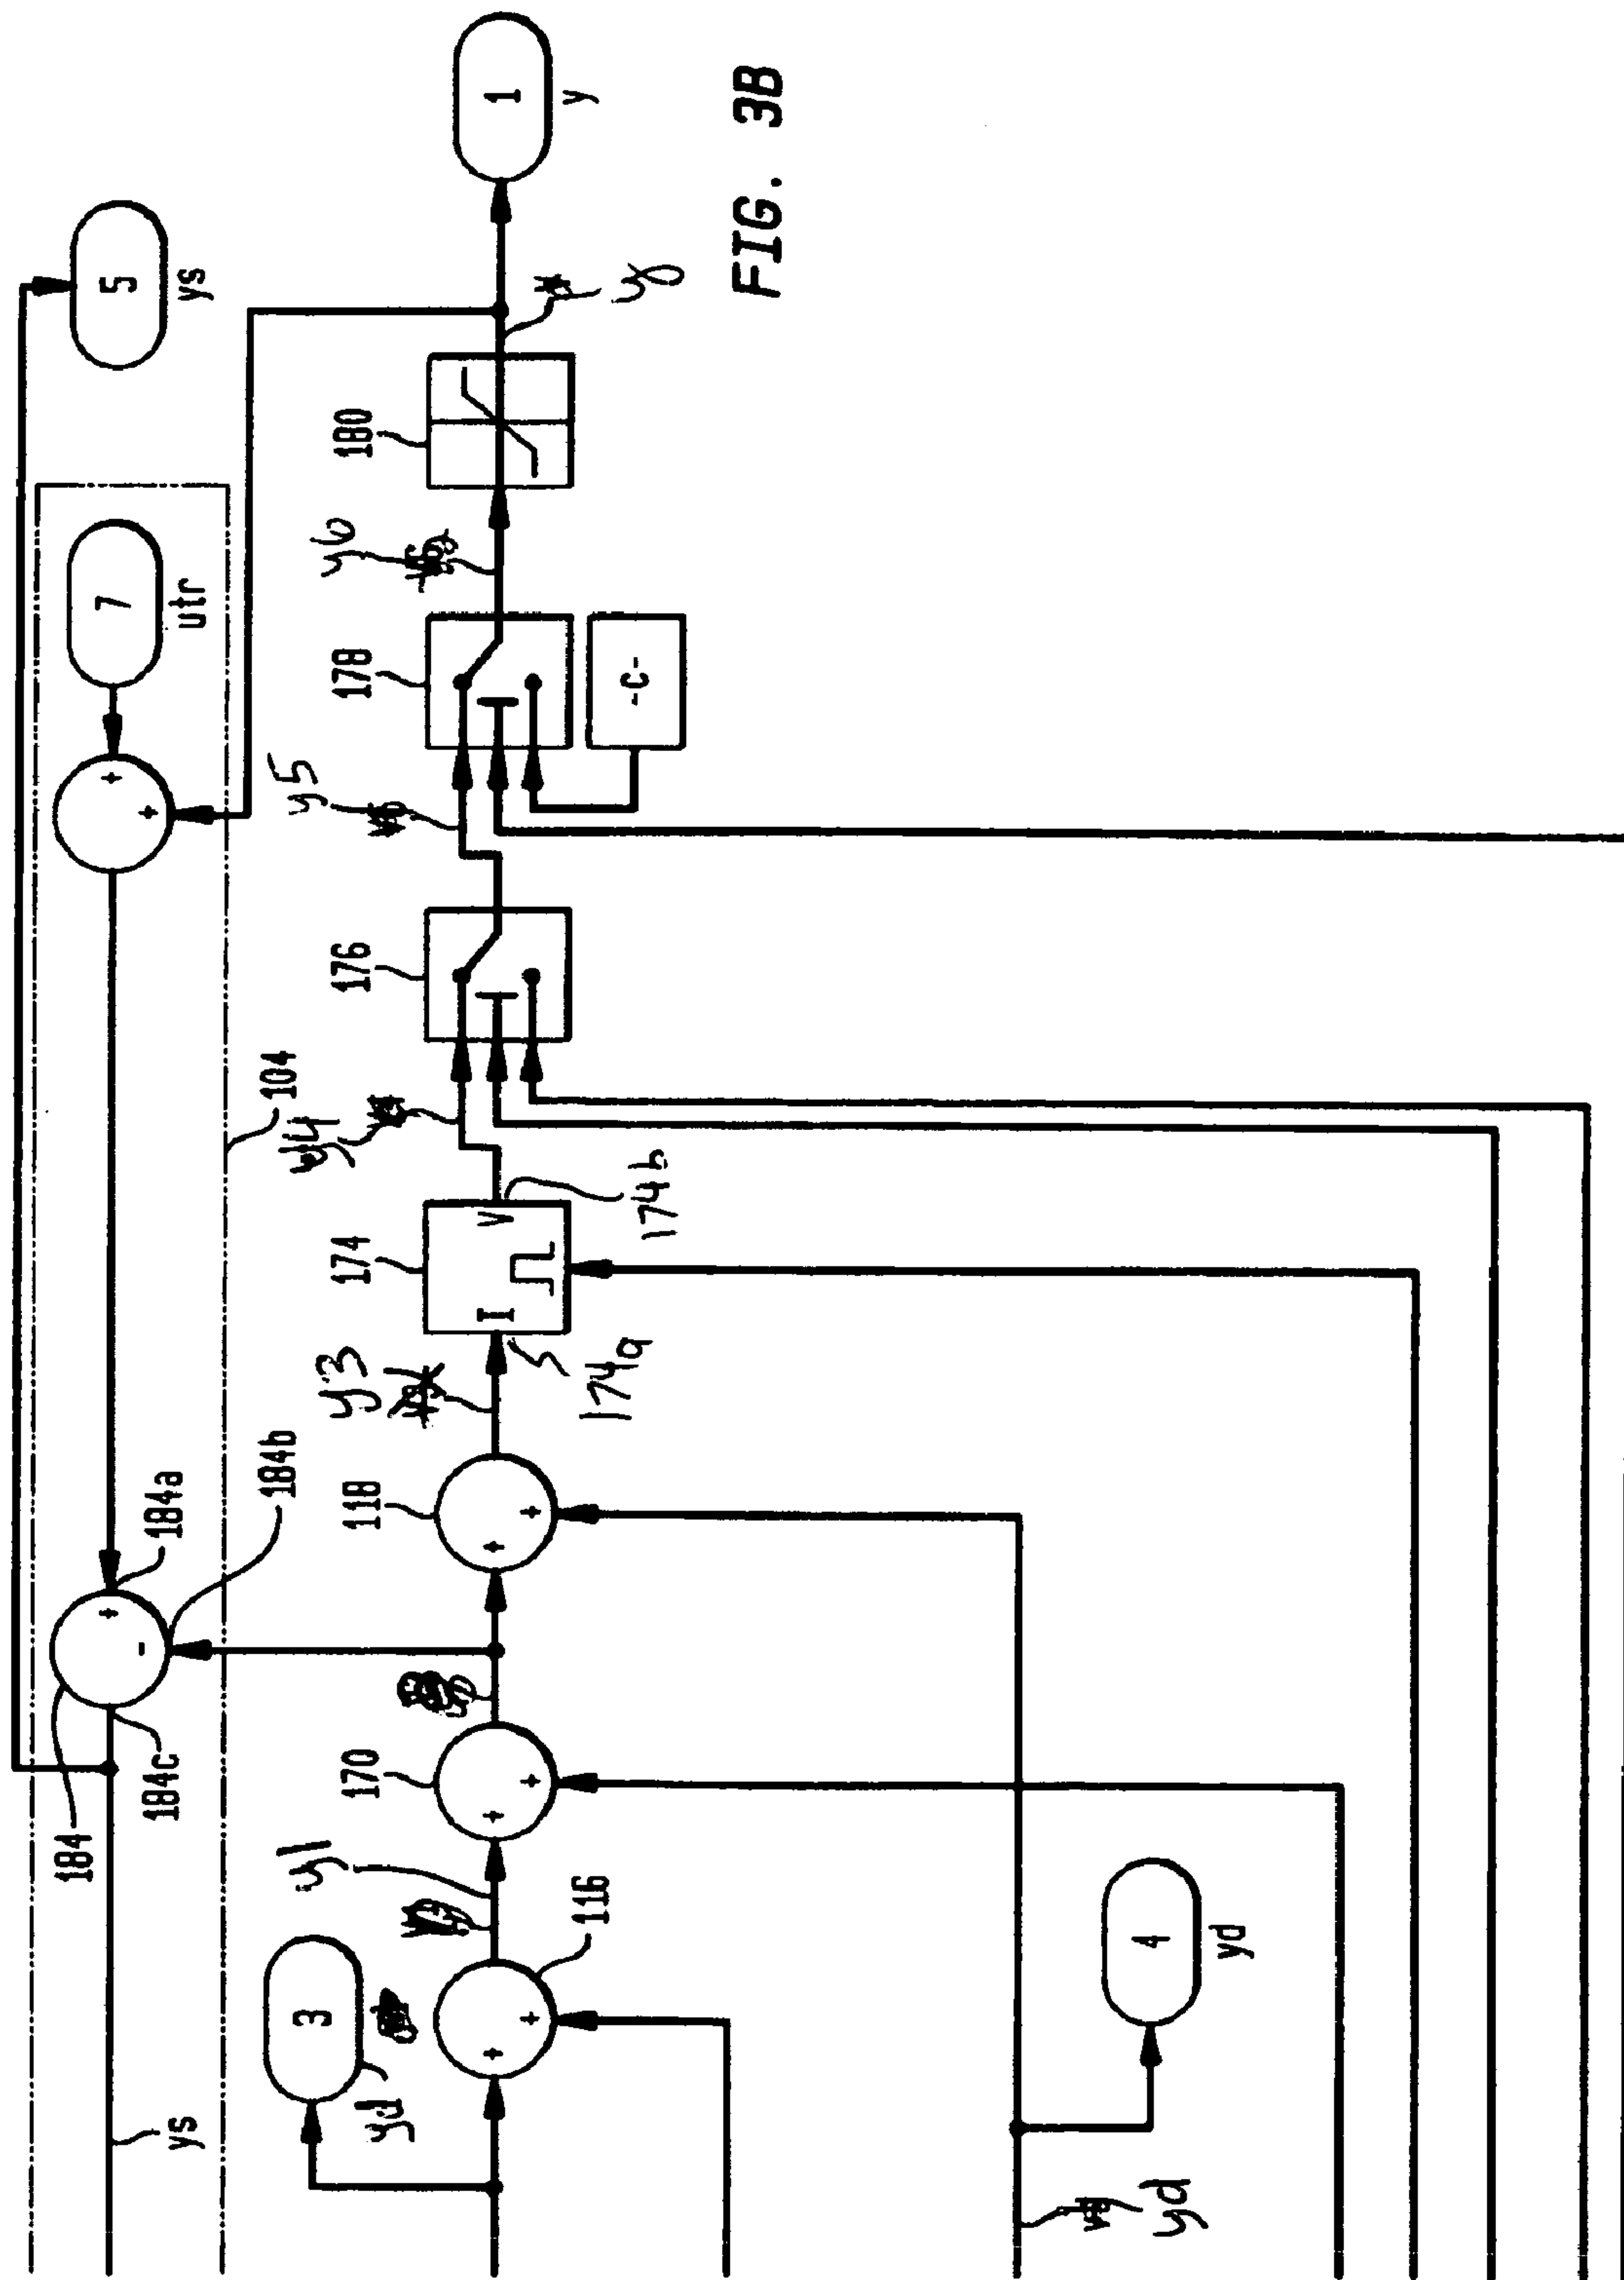 5
ys
7
utr
+
+
1
y
FIG. 3B
180
y6
178
-C-
y5
176
104
y4
174
I
V
174b
174a
y3
118
+
+
184a
184b
+
-
184
184c
170
+
+
y1
116
+
+
3
yd
ys
4
yd
yd